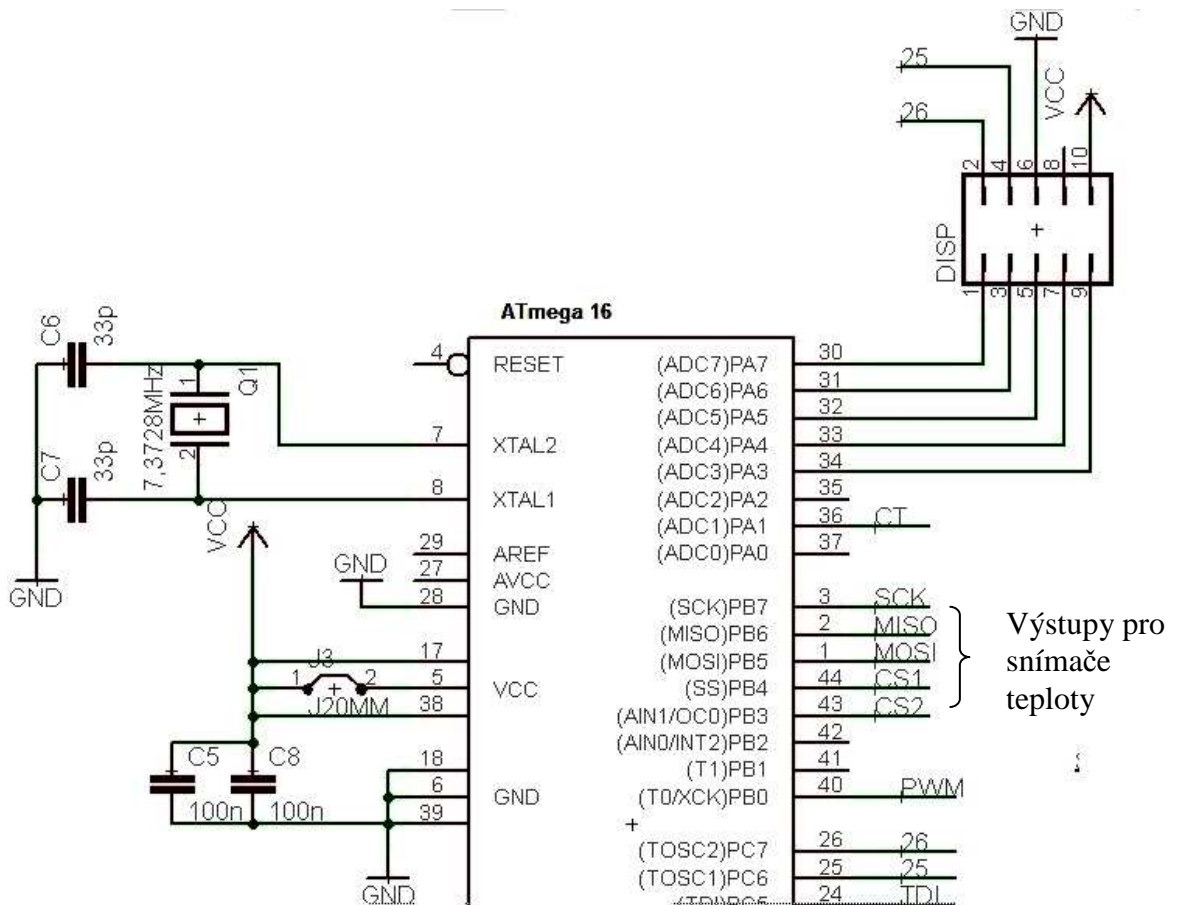 GND
25
VCC
26
2 4 6 8 10
DISP
1 3 5 7 9
ATmega 16
C6 33p
4 RESET
(ADC7)PA7 30
(ADC6)PA6 31
1 Q1
7,3728MHz
(ADC5)PA5 32
7 XTAL2
(ADC4)PA4 33
2
C7 33p
(ADC3)PA3 34
8 XTAL1
(ADC2)PA2 35
VCC
(ADC1)PA1 36 CT
29 AREF
(ADC0)PA0 37
GND
27 AVCC
GND
28 GND
(SCK)PB7 3 SCK
(MISO)PB6 2 MISO
Výstupy pro
snímače
teploty
J3 17
(MOSI)PB5 1 MOSI
1 2 5 VCC
(SS)PB4 44 CS1
J20MM 38
(AIN1/OC0)PB3 43 CS2
(AIN0/INT2)PB2 42
C5 C8
18
(T1)PB1 41
6 GND
(T0/XCK)PB0 40 PWM
100n 100n 39
(TOSC2)PC7 26 26
(TOSC1)PC6 25 25
GND
(TDI)PC5 24 TDI